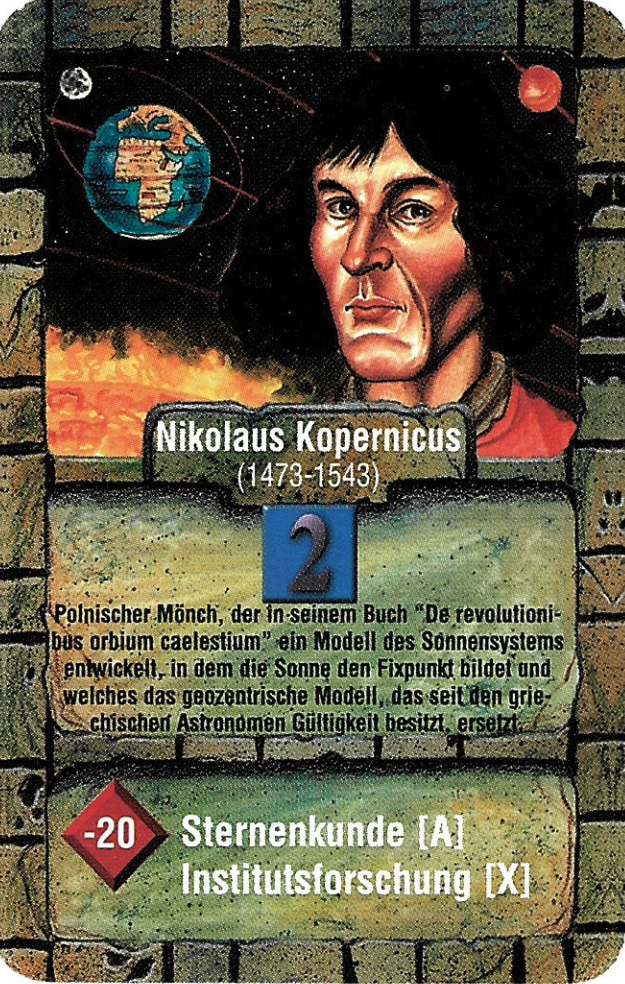 Nikolaus Kopernicus
(1473-1543)
2
Polnischer Mönch, der in seinem Buch "De revolutioni-
bus orbium caelestium" ein Modell des Sonnensystems
entwickelt, in dem die Sonne den Fixpunkt bildet und
welches das geozentrische Modell, das seit den grie-
chischen Astronomen Gültigkeit besitzt, ersetzt.
-20 Sternenkunde [A]
Institutsforschung [X]